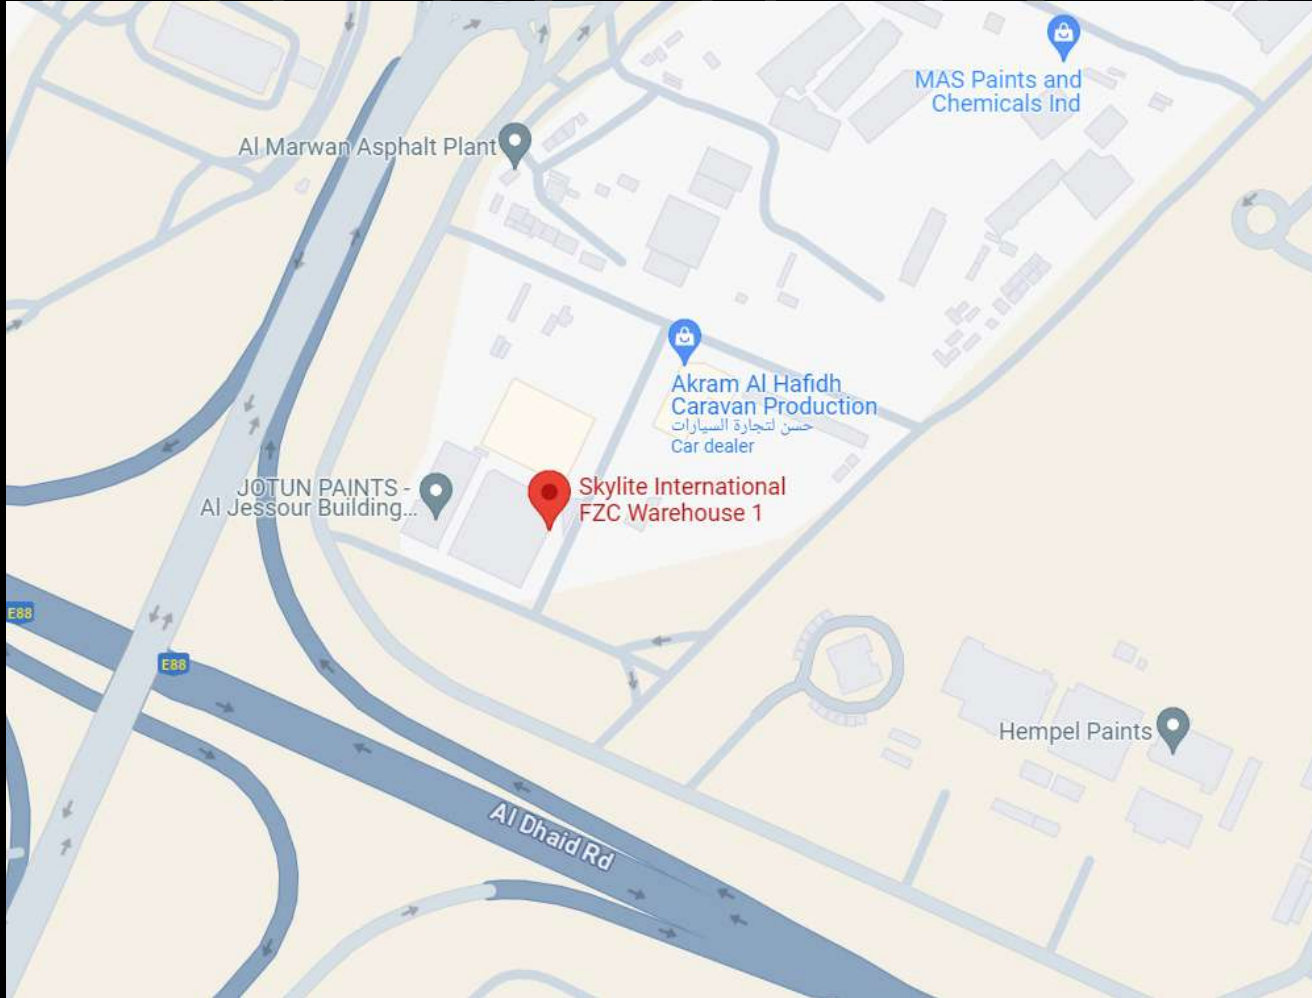 MAS Paints and
Chemicals Ind
Al Marwan Asphalt Plant
Akram Al Hafidh
Caravan Production
حسن لتجارة السيارات
Car dealer
JOTUN PAINTS -
Al Jessour Building...
Skylite International
FZC Warehouse 1
E88
E88
Hempel Paints
Al Dhaid Rd